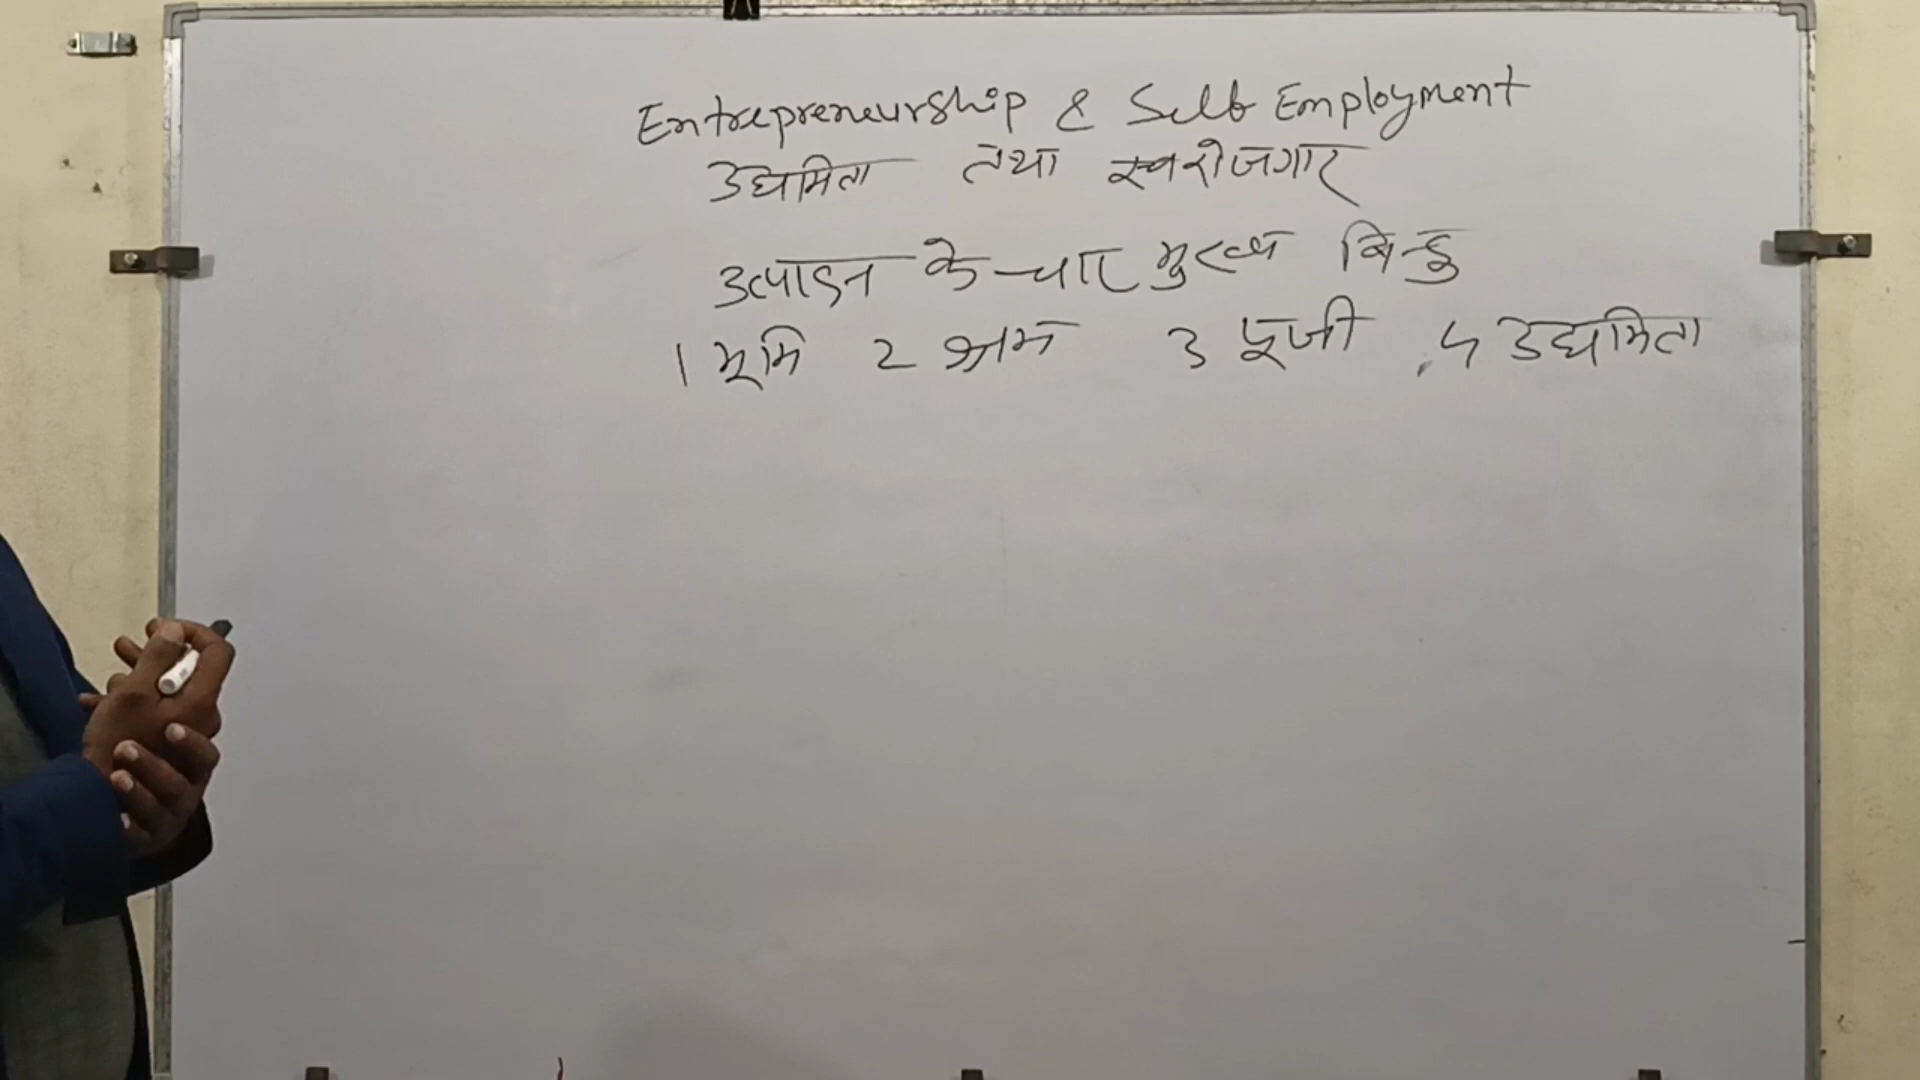 Entrepreneurship & Self Employment
उद्यमिता तथा स्वरोजगार
उत्पादन के चार मुख्य बिन्दु
1 भूमि 2 श्रम 3 पूंजी 4 उद्यमिता